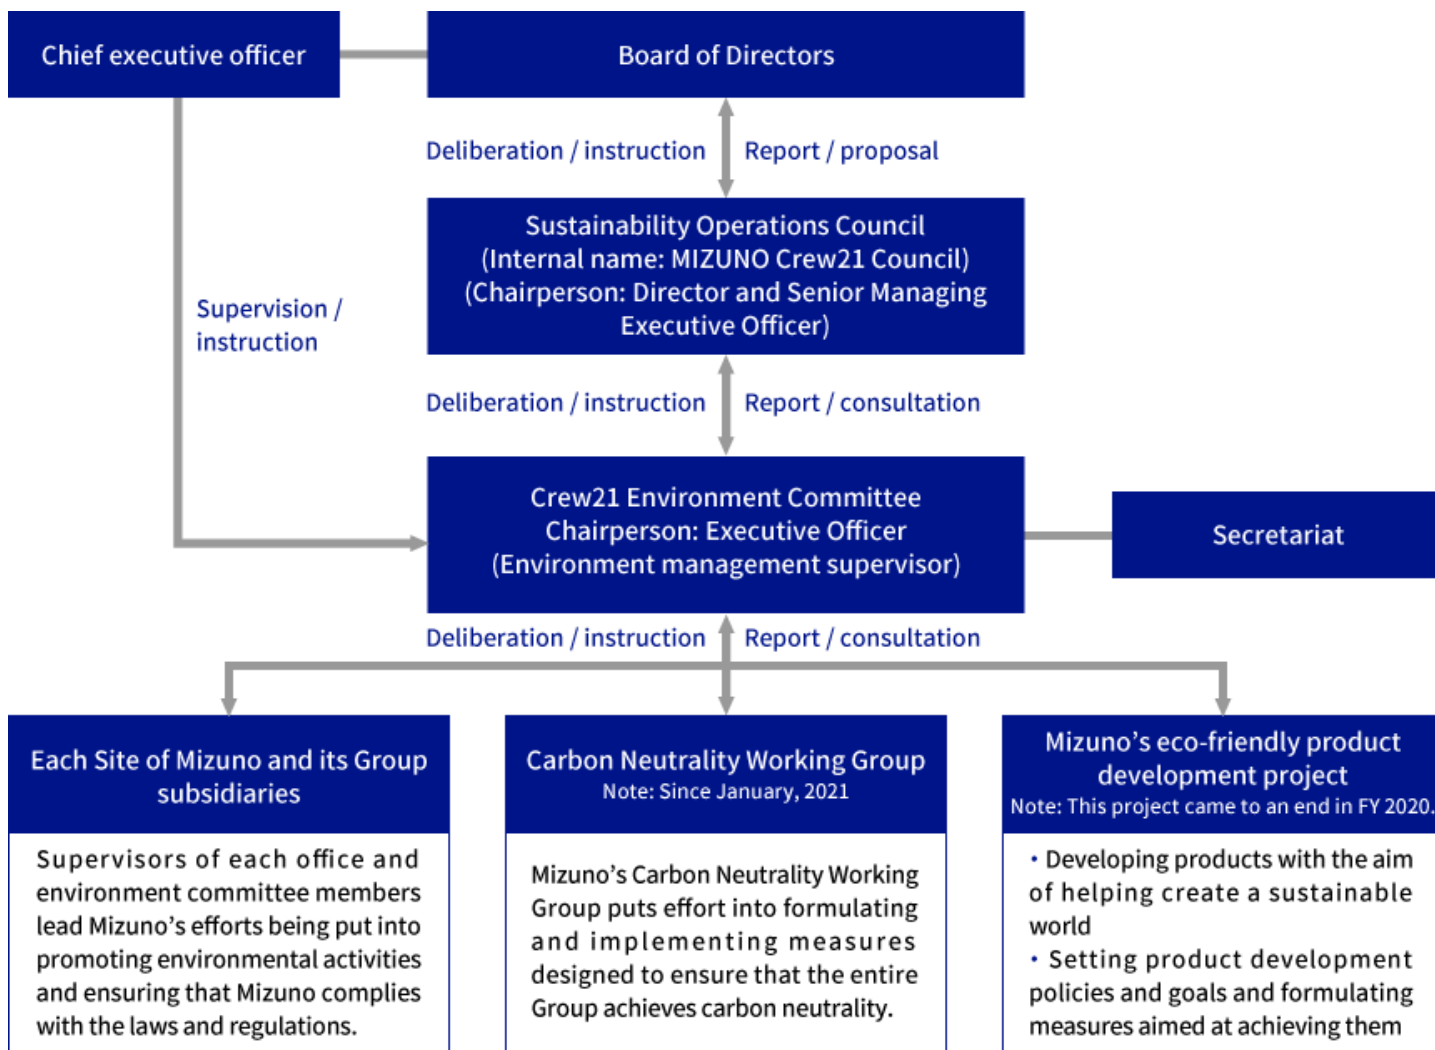 Chief executive officer
Board of Directors
Deliberation / instruction
Report / proposal
Sustainability Operations Council
(Internal name: MIZUNO Crew21 Council)
(Chairperson: Director and Senior Managing
Executive Officer)
Supervision /
instruction
Deliberation / instruction
Report / consultation
Crew21 Environment Committee
Chairperson: Executive Officer
(Environment management supervisor)
Secretariat
Deliberation / instruction
Report / consultation
Each Site of Mizuno and its Group
subsidiaries
Supervisors of each office and
environment committee members
lead Mizuno’s efforts being put into
promoting environmental activities
and ensuring that Mizuno complies
with the laws and regulations.
Carbon Neutrality Working Group
Note: Since January, 2021
Mizuno’s Carbon Neutrality Working
Group puts effort into formulating
and implementing measures
designed to ensure that the entire
Group achieves carbon neutrality.
Mizuno’s eco-friendly product
development project
Note: This project came to an end in FY 2020.
・Developing products with the aim
of helping create a sustainable
world
・Setting product development
policies and goals and formulating
measures aimed at achieving them